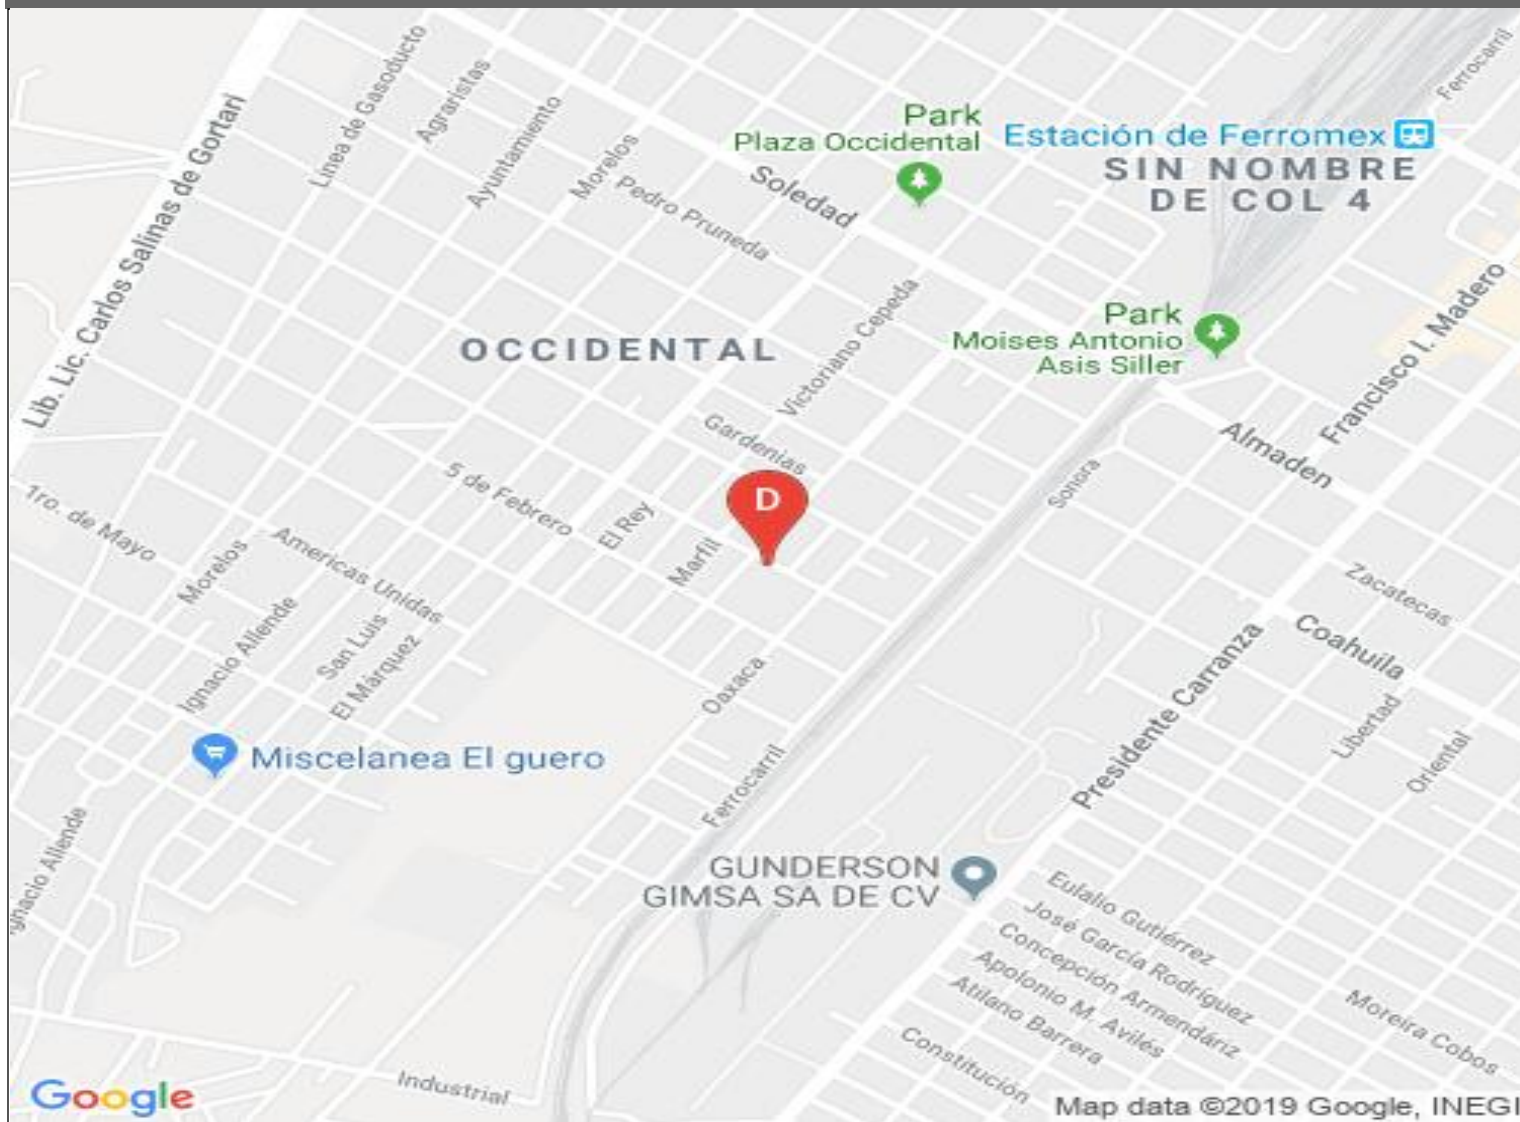 Ferrocarril
Línea de Gasoducto
Agraristas
Lib. Lic. Carlos Salinas de Gortari
Ayuntamiento
Morelos
Park
Plaza Occidental
Estación de Ferromex
SIN NOMBRE
DE COL 4
Soledad
Pedro Pruneda
Victoriano Cepeda
Francisco I. Madero
Park
Moises Antonio
Asis Siller
OCCIDENTAL
Gardenias
Almaden
Sonora
D
5 de Febrero
El Rey
Marfil
1ro. de Mayo
Americas Unidas
Morelos
Ignacio Allende
San Luis
El Márquez
Zacatecas
Coahuila
Oaxaca
Presidente Carranza
Libertad
Oriental
Miscelanea El guero
Ferrocarril
Ignacio Allende
GUNDERSON
GIMSA SA DE CV
Eulalio Gutiérrez
José García Rodríguez
Concepción Armendáriz
Apolonio M. Avilés
Atilano Barrera
Constitución
Moreira Cobos
Industrial
Google
Map data ©2019 Google, INEGI